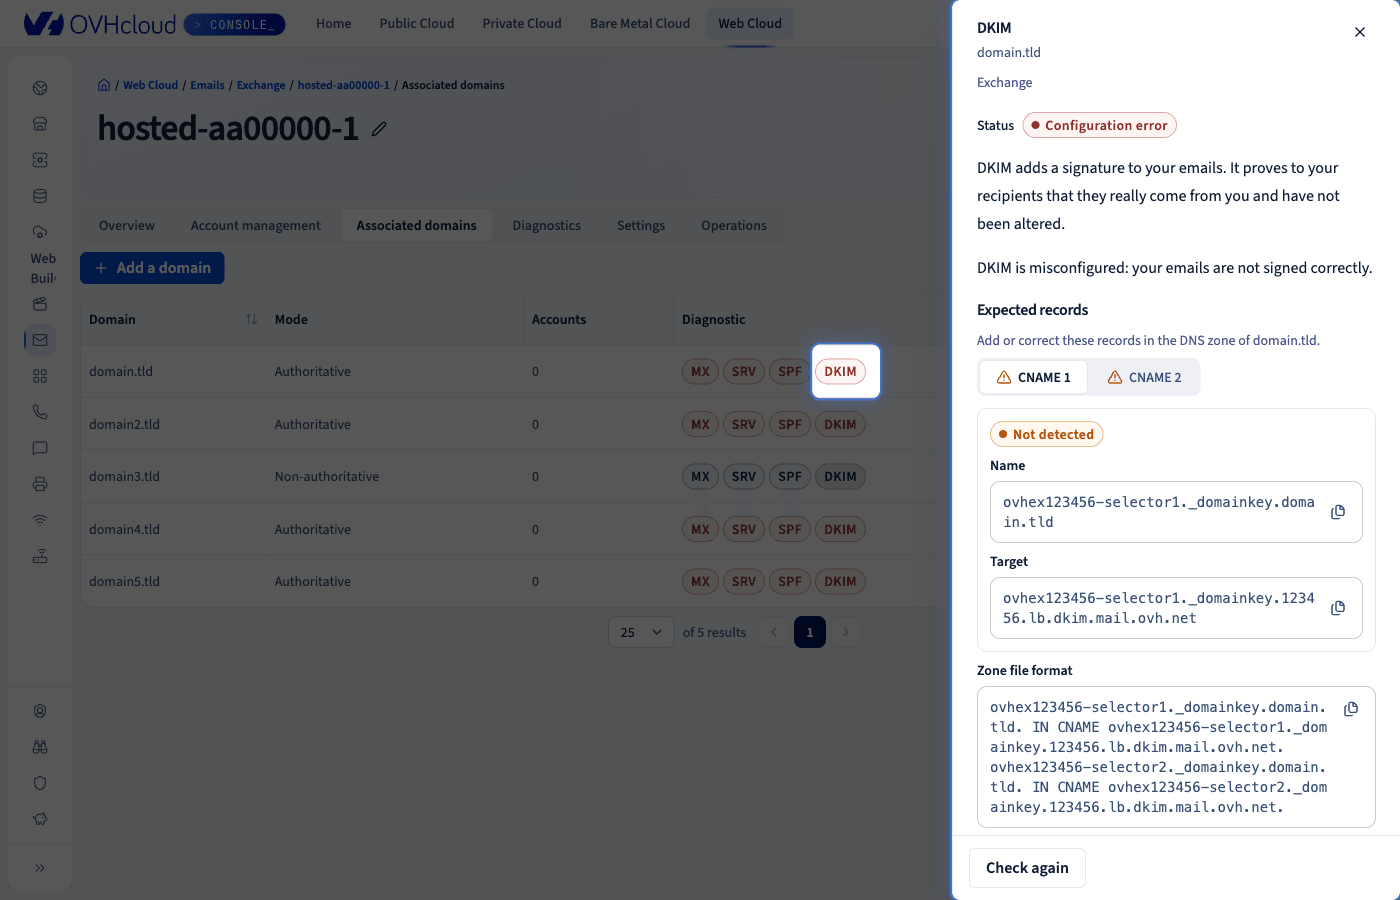 OVHcloud
> CONSOLE_
Home
Public Cloud
Private Cloud
Bare Metal Cloud
Web Cloud
/ Web Cloud / Emails / Exchange / hosted-aa00000-1 / Associated domains
hosted-aa00000-1
Overview
Account management
Associated domains
Diagnostics
Settings
Operations
Web
Buil
+ Add a domain
Domain Mode Accounts Diagnostic
domain.tld Authoritative 0 MX SRV SPF DKIM
domain2.tld Authoritative 0 MX SRV SPF DKIM
domain3.tld Non-authoritative 0 MX SRV SPF DKIM
domain4.tld Authoritative 0 MX SRV SPF DKIM
domain5.tld Authoritative 0 MX SRV SPF DKIM
25 of 5 results 1
DKIM
domain.tld
Exchange
Status Configuration error
DKIM adds a signature to your emails. It proves to your
recipients that they really come from you and have not
been altered.
DKIM is misconfigured: your emails are not signed correctly.
Expected records
Add or correct these records in the DNS zone of domain.tld.
CNAME 1 CNAME 2
Not detected
Name
ovhex123456-selector1._domainkey.doma
in.tld
Target
ovhex123456-selector1._domainkey.1234
56.lb.dkim.mail.ovh.net
Zone file format
ovhex123456-selector1._domainkey.domain.
tld. IN CNAME ovhex123456-selector1._dom
ainkey.123456.lb.dkim.mail.ovh.net.
ovhex123456-selector2._domainkey.domain.
tld. IN CNAME ovhex123456-selector2._dom
ainkey.123456.lb.dkim.mail.ovh.net.
Check again